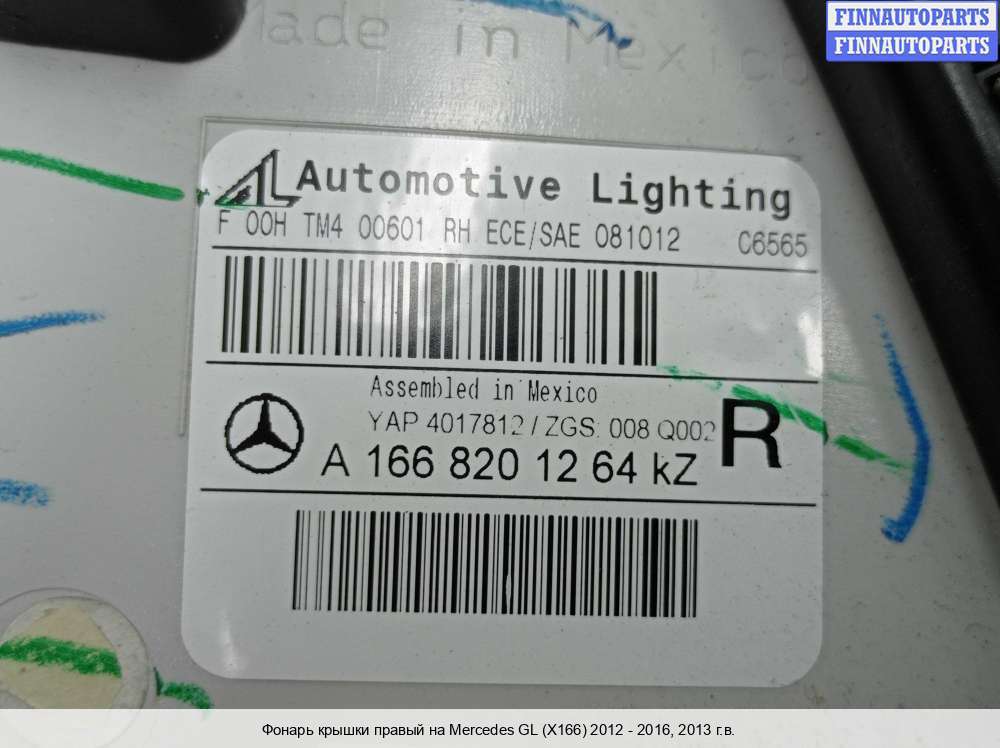 Made in Mexico
FINNAUTOPARTS
FINNAUTOPARTS
AL Automotive Lighting
F 00H TM4 00601 RH ECE/SAE 081012 C6565
Assembled in Mexico
YAP 4017812/ZGS: 008 Q002
R
A 166 820 12 64 kZ
Фонарь крышки правый на Mercedes GL (X166) 2012 - 2016, 2013 г.в.